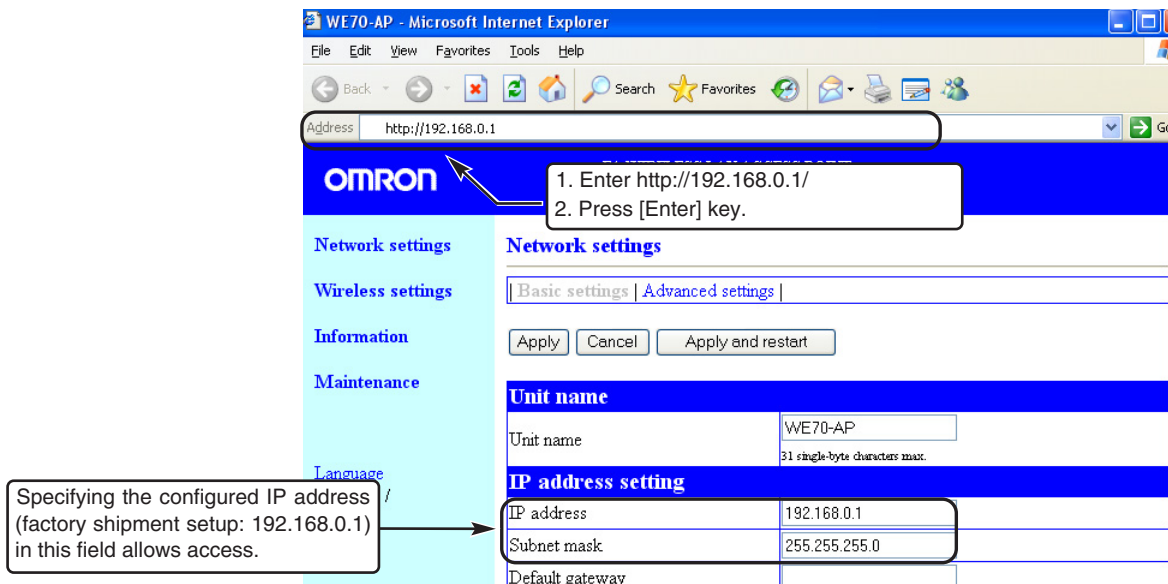 WE70-AP - Microsoft Internet Explorer
File Edit View Favorites Tools Help
Back Search Favorites
Address http://192.168.0.1
OMRON
1. Enter http://192.168.0.1/
2. Press [Enter] key.
Network settings
Wireless settings
Information
Maintenance
Language
/
Network settings
| Basic settings | Advanced settings |
Apply Cancel Apply and restart
Unit name
Unit name WE70-AP
31 single-byte characters max.
IP address setting
IP address 192.168.0.1
Subnet mask 255.255.255.0
Default gateway
Specifying the configured IP address
(factory shipment setup: 192.168.0.1)
in this field allows access.